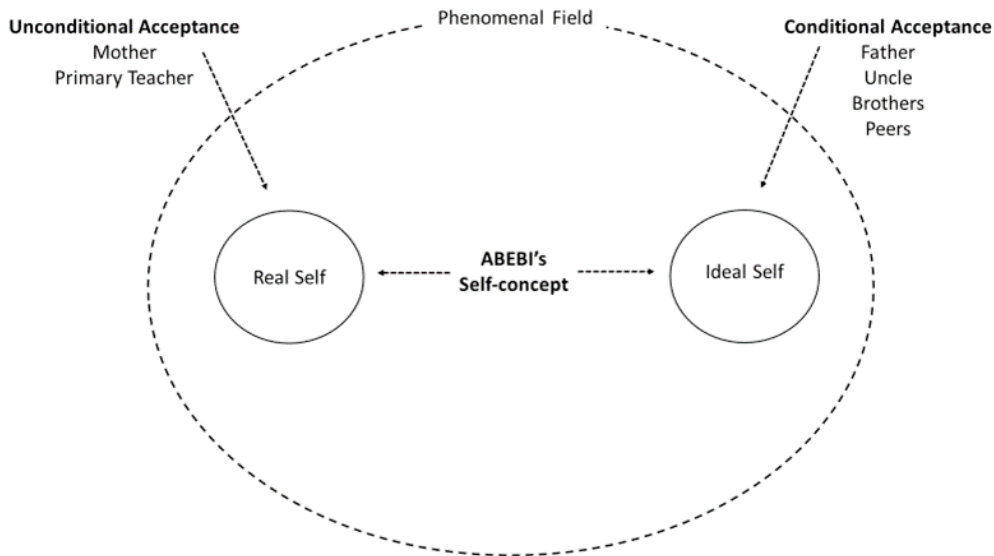 Phenomenal Field
Unconditional Acceptance
Mother
Primary Teacher
Conditional Acceptance
Father
Uncle
Brothers
Peers
Real Self
ABEBI's
Self-concept
Ideal Self